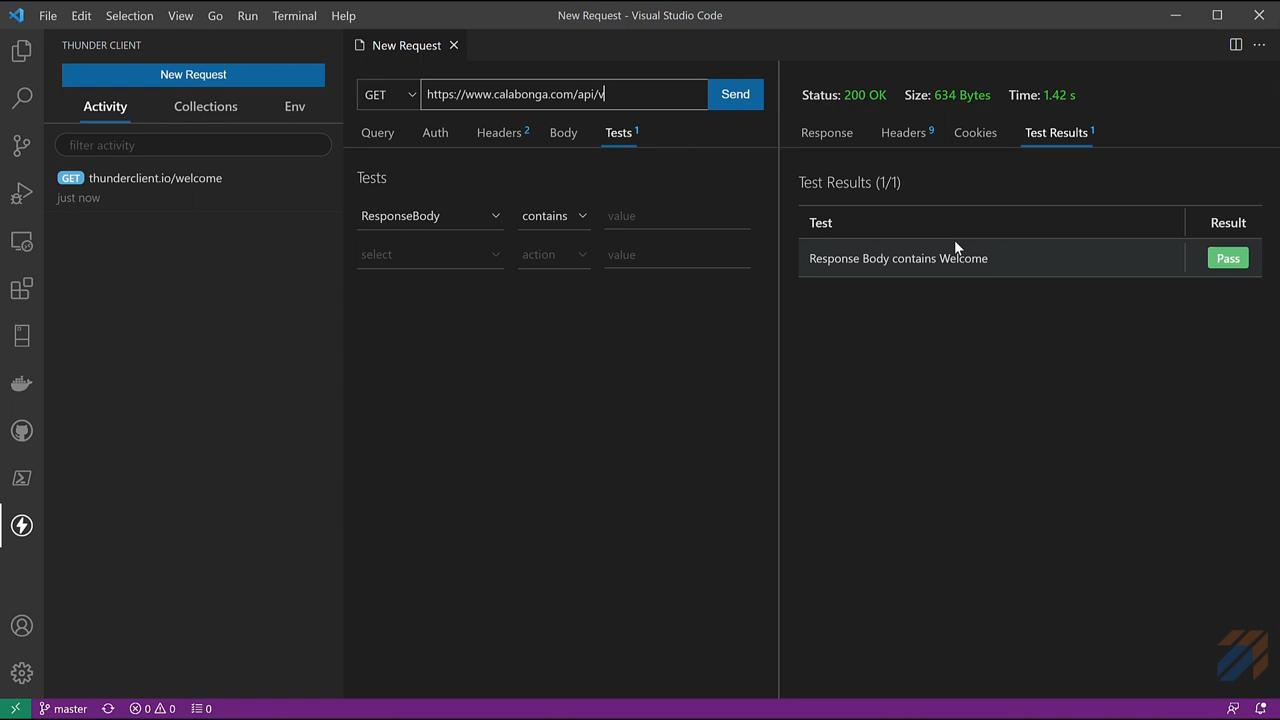 File Edit Selection View Go Run Terminal Help New Request - Visual Studio Code
THUNDER CLIENT
New Request
Activity Collections Env
filter activity
GET thunderclient.io/welcome
just now
New Request
GET https://www.calabonga.com/api/v Send
Query Auth Headers 2 Body Tests 1
Tests
ResponseBody contains value
select action value
Status: 200 OK Size: 634 Bytes Time: 1.42 s
Response Headers 9 Cookies Test Results 1
Test Results (1/1)
Test Result
Response Body contains Welcome Pass
master 0 0 0